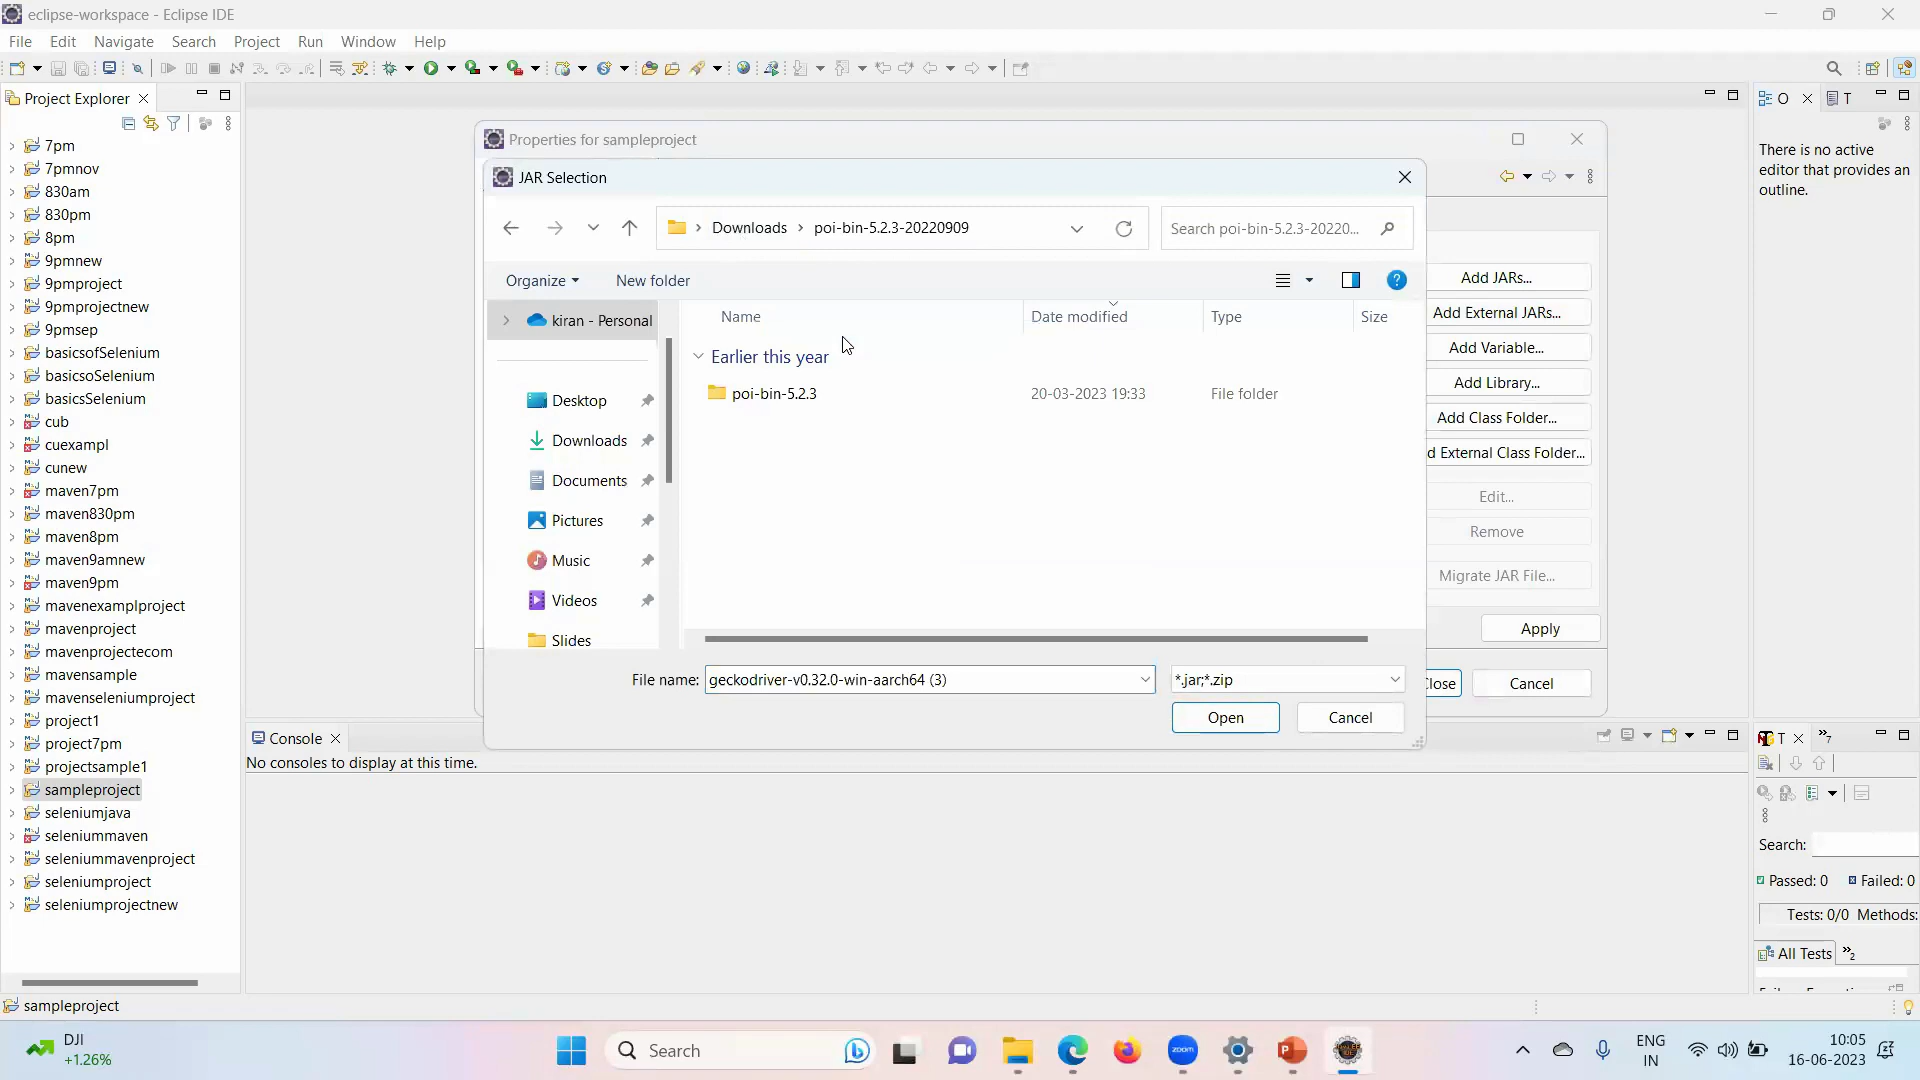 eclipse-workspace - Eclipse IDE
File Edit Navigate Search Project Run Window Help
Project Explorer
7pm
7pmnov
830am
830pm
8pm
9pmnew
9pmproject
9pmprojectnew
9pmsep
basicsofSelenium
basicsoSelenium
basicsSelenium
cub
cuexampl
cunew
maven7pm
maven830pm
maven8pm
maven9amnew
maven9pm
mavenexamplproject
mavenproject
mavenprojectecom
mavensample
mavenseleniumproject
project1
project7pm
projectsample1
sampleproject
seleniumjava
seleniummaven
seleniummavenproject
seleniumproject
seleniumprojectnew
Properties for sampleproject
JAR Selection
Downloads poi-bin-5.2.3-20220909
Search poi-bin-5.2.3-20220...
Organize New folder
kiran - Personal
Desktop
Downloads
Documents
Pictures
Music
Videos
Slides
Name Date modified Type Size
Earlier this year
poi-bin-5.2.3 20-03-2023 19:33 File folder
File name: geckodriver-v0.32.0-win-aarch64 (3) *.jar;*.zip
Open Cancel
Add JARs...
Add External JARs...
Add Variable...
Add Library...
Add Class Folder...
d External Class Folder...
Edit...
Remove
Migrate JAR File...
Apply
Close Cancel
O T
There is no active
editor that provides an
outline.
Console
No consoles to display at this time.
T 7
Search:
Passed: 0 Failed: 0
Tests: 0/0 Methods:
All Tests 2
sampleproject
DJI
+1.26%
Search
zoom
ENG
IN
10:05
16-06-2023